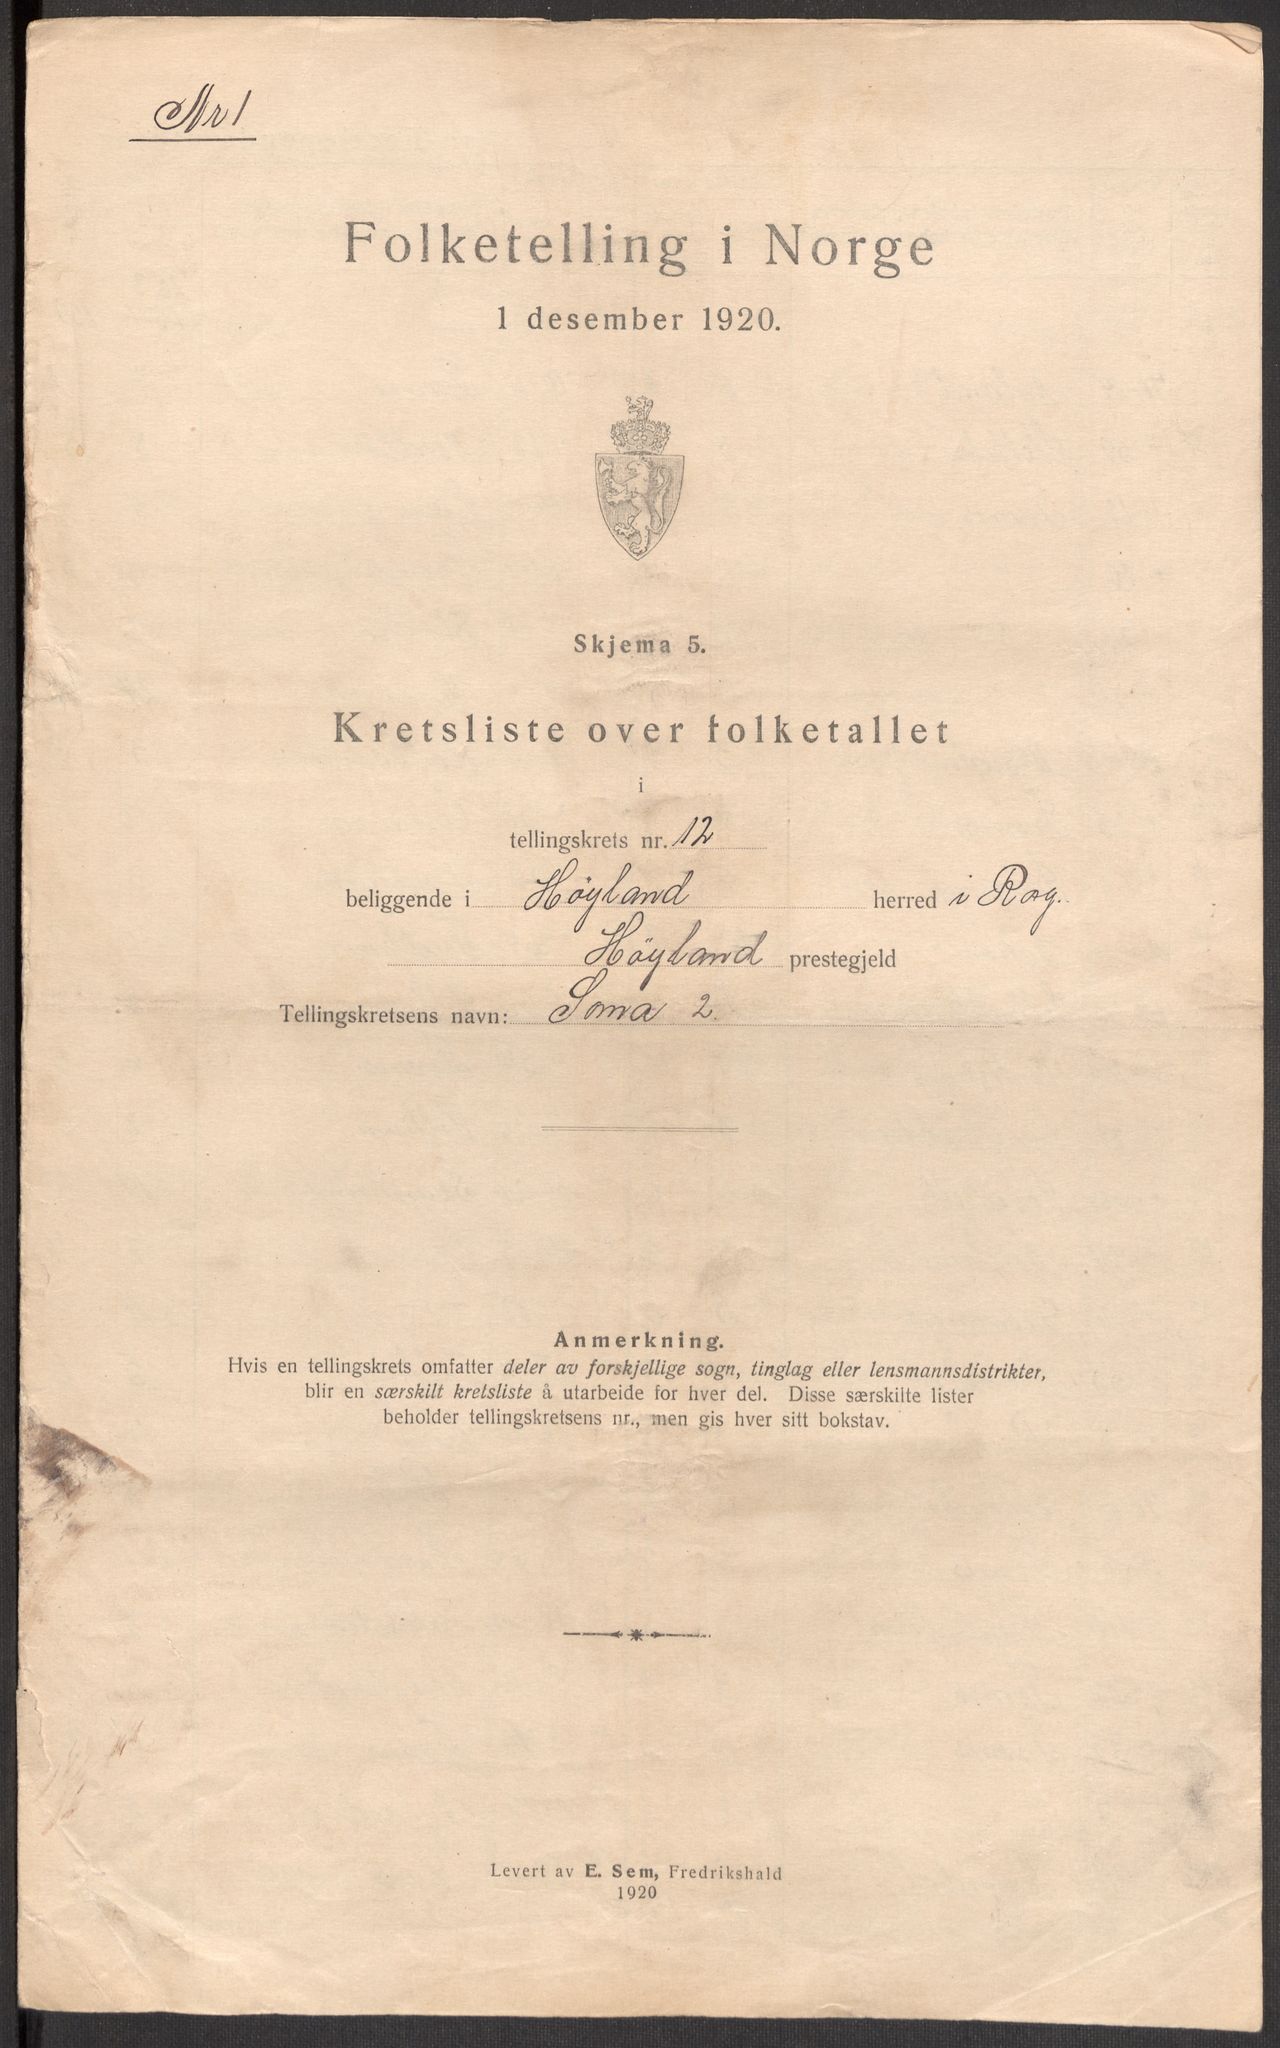 Nr 1
Folketelling i Norge
1 desember 1920.
Skjema 5.
Kretsliste over folketallet
i
tellingskrets nr. 12
beliggende i Höyland herred i Rog.
Höyland prestegjeld
Tellingskretsens navn: Soma 2.
Anmerkning.
Hvis en tellingskrets omfatter deler av forskjellige sogn, tinglag eller lensmannsdistrikter,
blir en særskilt kretsliste å utarbeide for hver del. Disse særskilte lister
beholder tellingskretsens nr., men gis hver sitt bokstav.
Levert av E. Sem, Fredrikshald
1920